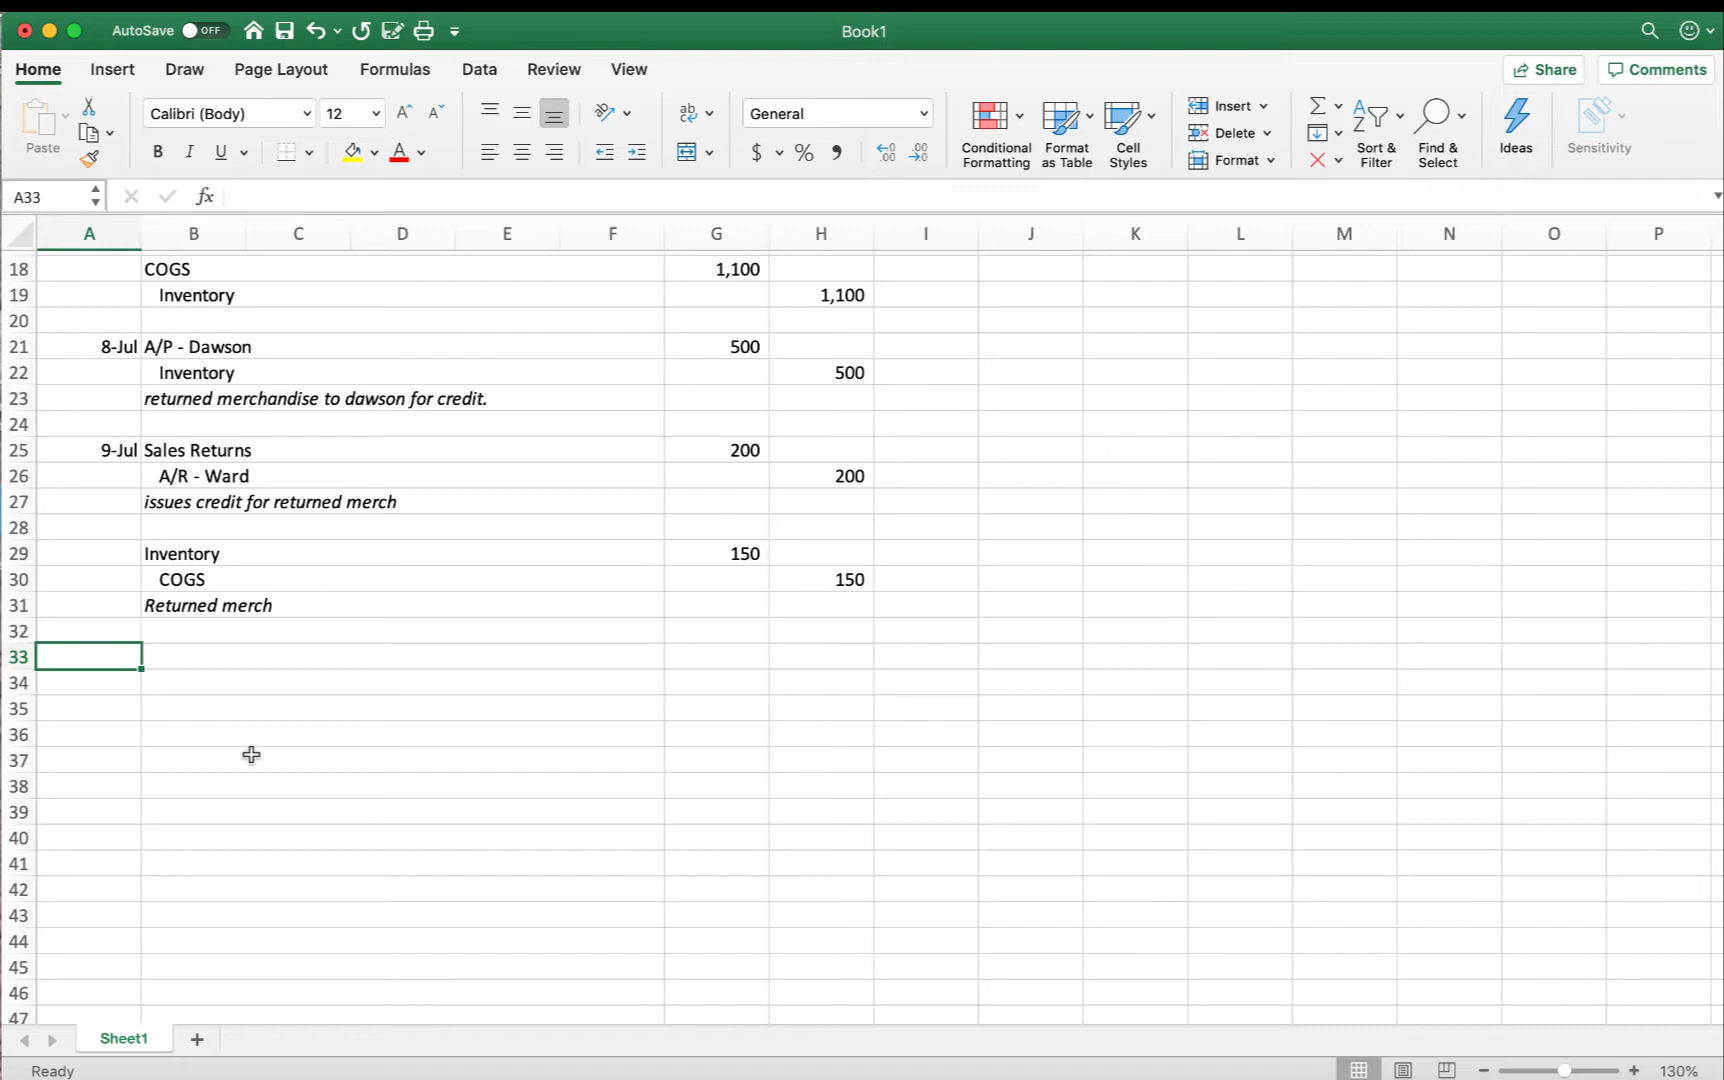 AutoSave OFF Book1
Home Insert Draw Page Layout Formulas Data Review View Share Comments
Paste Calibri (Body) 12 A A ab General Insert
B I U A $ % , .00 .00 Delete
Conditional Formatting Format as Table Cell Styles Format Sort & Filter Find & Select Ideas Sensitivity
A33 fx
A B C D E F G H I J K L M N O P
18 COGS 1,100
19 Inventory 1,100
20
21 8-Jul A/P - Dawson 500
22 Inventory 500
23 returned merchandise to dawson for credit.
24
25 9-Jul Sales Returns 200
26 A/R - Ward 200
27 issues credit for returned merch
28
29 Inventory 150
30 COGS 150
31 Returned merch
32
33
34
35
36
37
38
39
40
41
42
43
44
45
46
47
Sheet1 +
Ready 130%